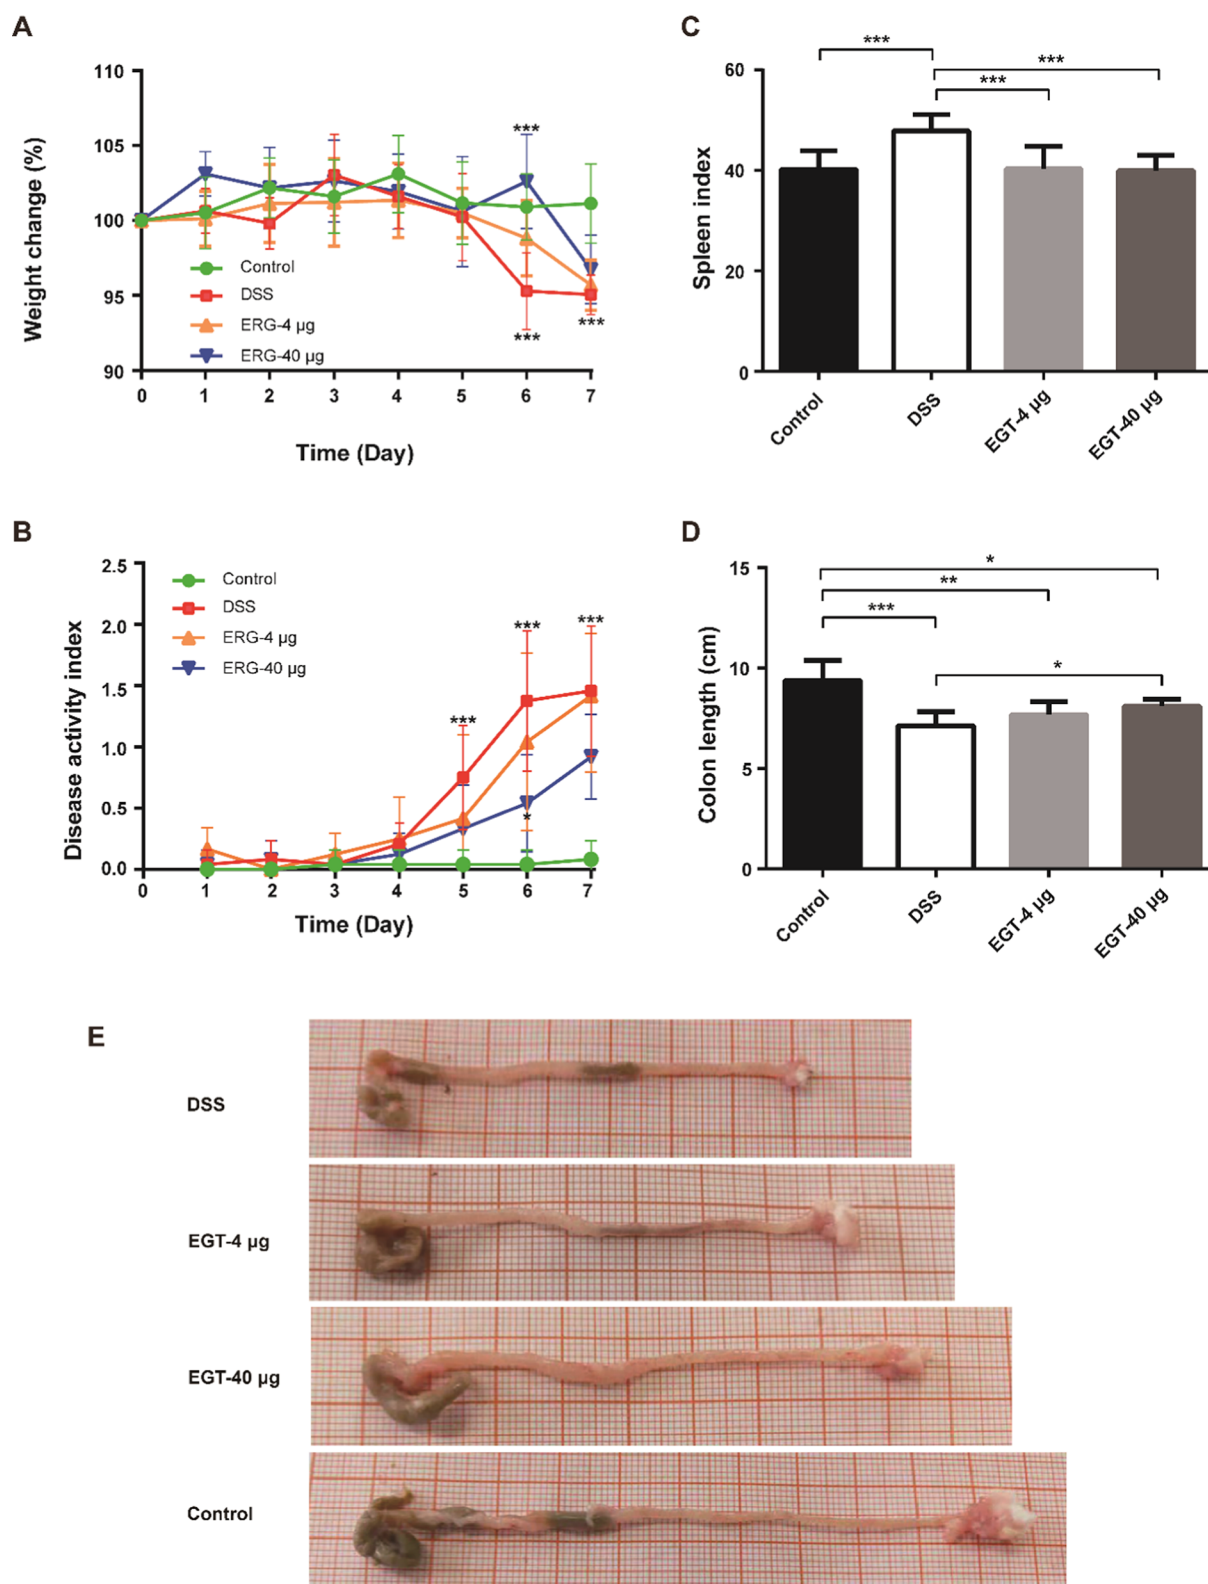 A
110
105
100
95
90
Weight change (%)
Control
DSS
ERG-4 µg
ERG-40 µg
***
***
***
0 1 2 3 4 5 6 7
Time (Day)
C
***
***
***
60
40
20
0
Spleen index
Control
DSS
EGT-4 µg
EGT-40 µg
B
2.5
2.0
1.5
1.0
0.5
0.0
Disease activity index
Control
DSS
ERG-4 µg
ERG-40 µg
***
***
***
*
0 1 2 3 4 5 6 7
Time (Day)
D
*
**
***
*
15
10
5
0
Colon length (cm)
Control
DSS
EGT-4 µg
EGT-40 µg
E
DSS
EGT-4 µg
EGT-40 µg
Control